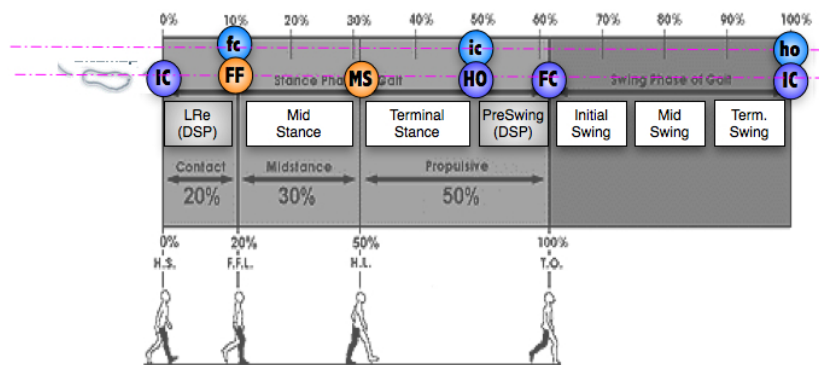 0% 10% 20% 30% 40% 50% 60% 70% 80% 90% 100%
fc ic ho
IC FF MS HO FC IC
Stance Phase of Gait Swing Phase of Gait
LRe (DSP)
Mid Stance
Terminal Stance
PreSwing (DSP)
Initial Swing
Mid Swing
Term. Swing
Contact Midstance Propulsive
20% 30% 50%
0% 20% 50% 100%
H.S. F.F.L. H.L. T.O.